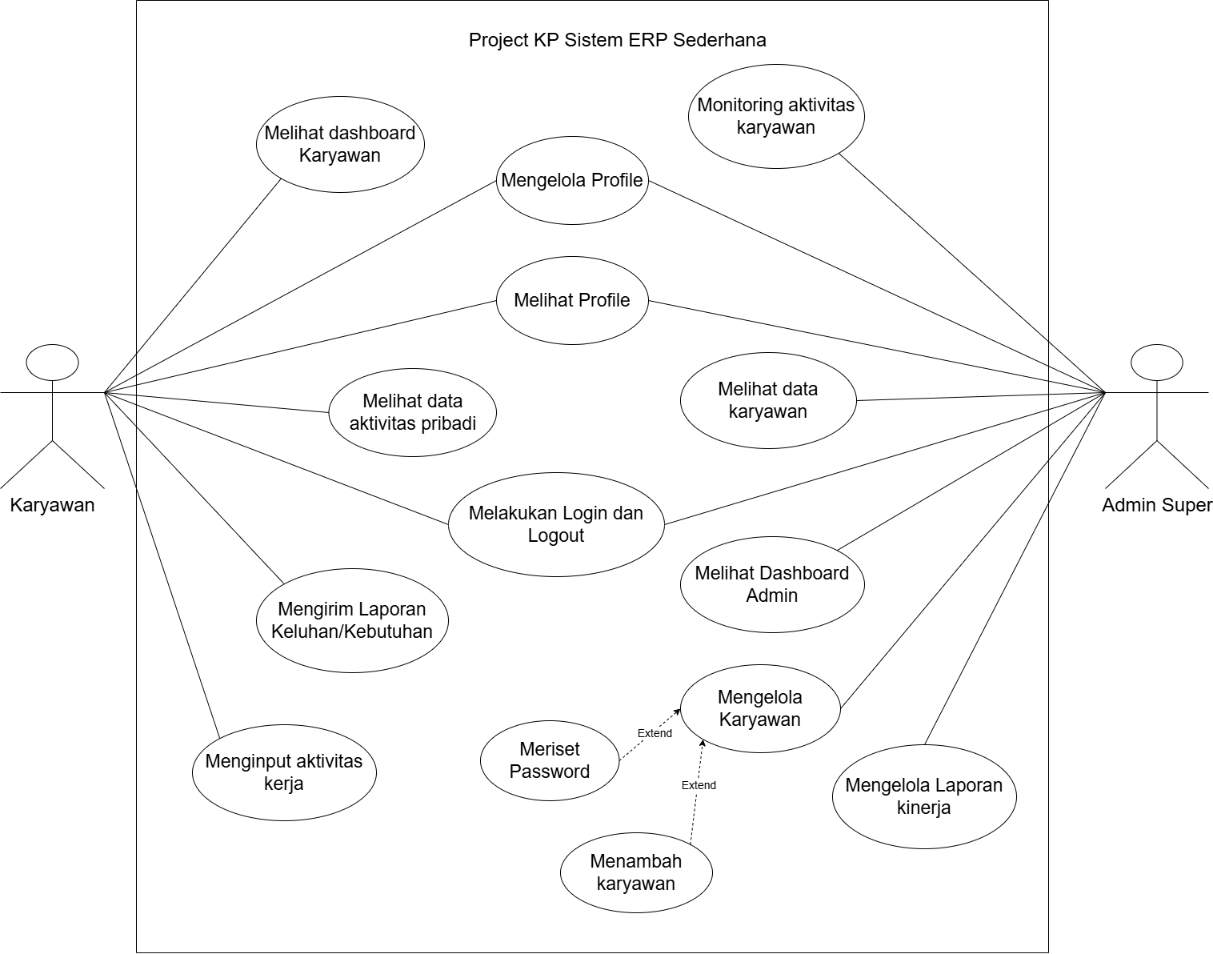 Project KP Sistem ERP Sederhana
Monitoring aktivitas
karyawan
Melihat dashboard
Karyawan
Mengelola Profile
Melihat Profile
Melihat data
aktivitas pribadi
Melihat data
karyawan
Karyawan
Admin Super
Melakukan Login dan
Logout
Melihat Dashboard
Admin
Mengirim Laporan
Keluhan/Kebutuhan
Mengelola
Karyawan
Extend
Meriset
Password
Menginput aktivitas
kerja
Extend
Mengelola Laporan
kinerja
Menambah
karyawan